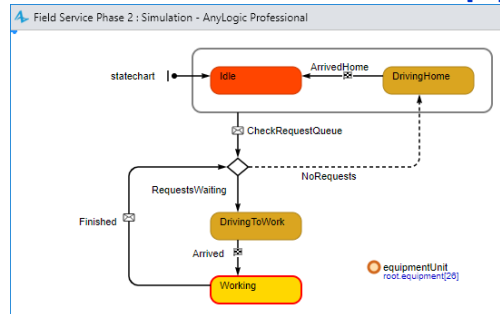 Field Service Phase 2 : Simulation - AnyLogic Professional
statechart
Idle
ArrivedHome
DrivingHome
CheckRequestQueue
RequestsWaiting
NoRequests
Finished
DrivingToWork
Arrived
Working
equipmentUnit
root.equipment[26]